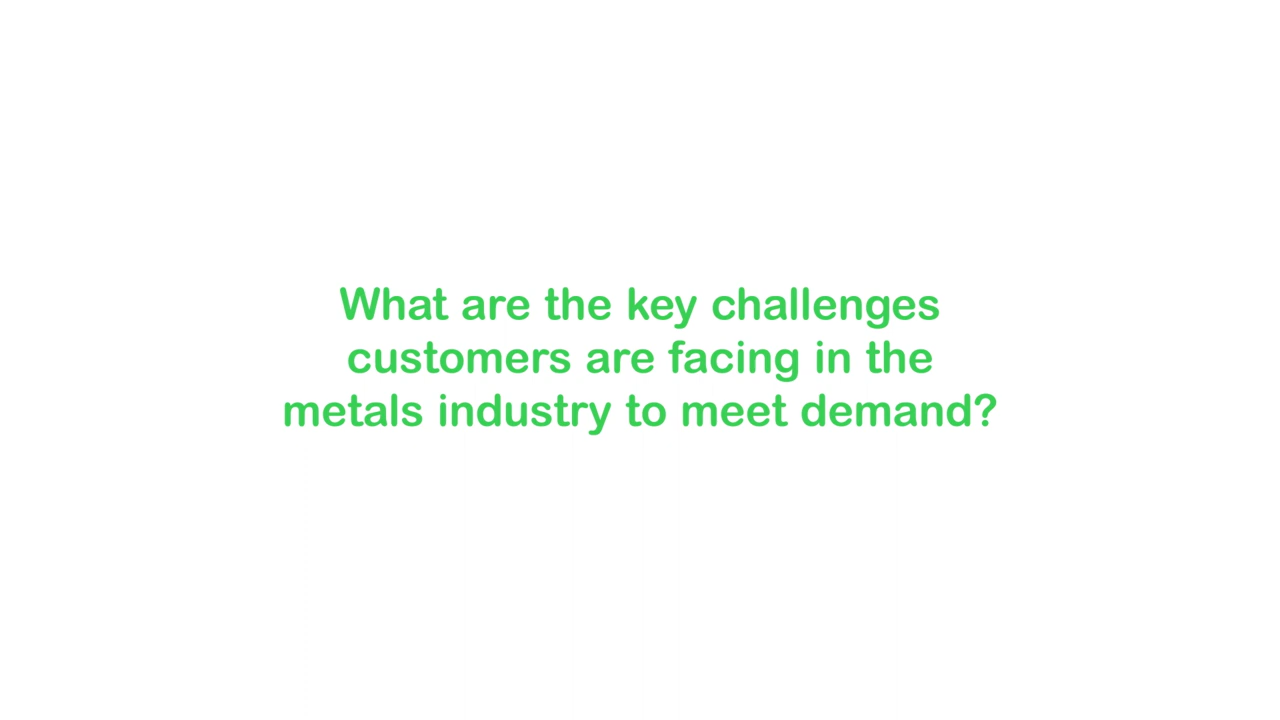 What are the key challenges
customers are facing in the
metals industry to meet demand?